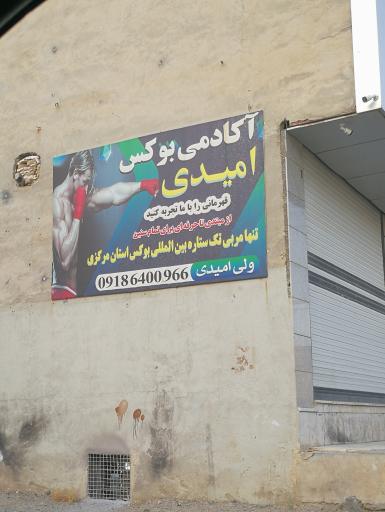 آکادمی بوکس
امیدی
قهرمانی را با ما تجربه کنید
از مبتدی تا حرفه ای برای تمام سنین
تنها مربی تک ستاره بین المللی بوکس استان مرکزی
ولی امیدی 09186400966